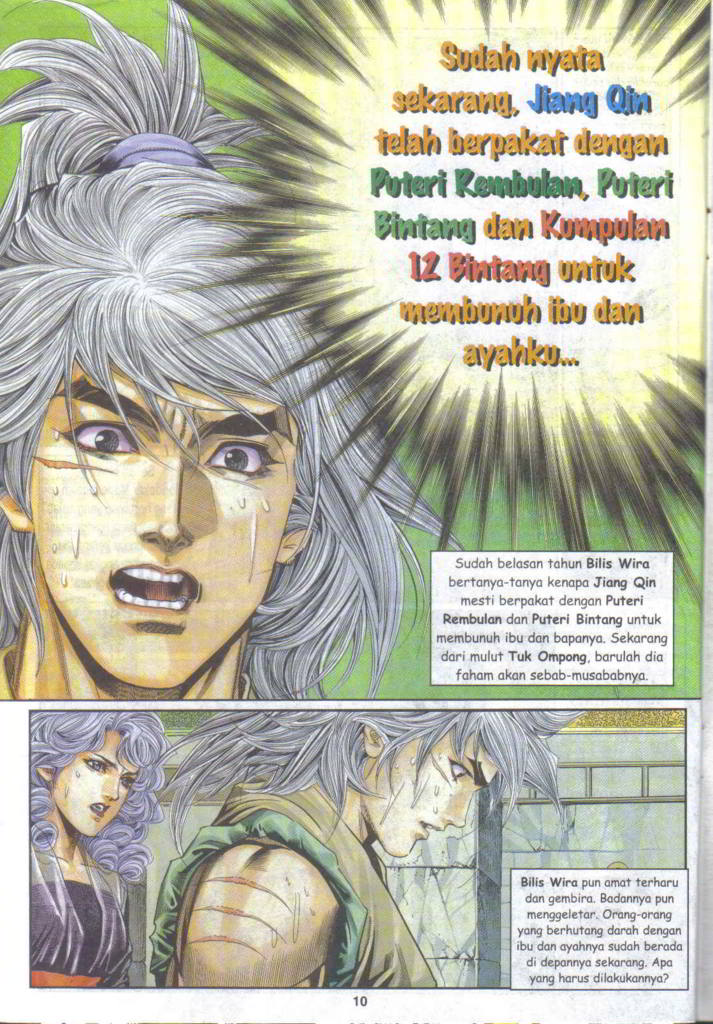 Sudah nyata
sekarang, Jiang Qin
telah berpakat dengan
Puteri Rembulan, Puteri
Bintang dan Kumpulan
12 Bintang untuk
membunuh ibu dan
ayahku...
Sudah belasan tahun Bilis Wira
bertanya-tanya kenapa Jiang Qin
mesti berpakat dengan Puteri
Rembulan dan Puteri Bintang untuk
membunuh ibu dan bapanya. Sekarang
dari mulut Tuk Ompong, barulah dia
faham akan sebab-musababnya.
Bilis Wira pun amat terharu
dan gembira. Badannya pun
menggeletar. Orang-orang
yang berhutang darah dengan
ibu dan ayahnya sudah berada
di depannya sekarang. Apa
yang harus dilakukannya?
10